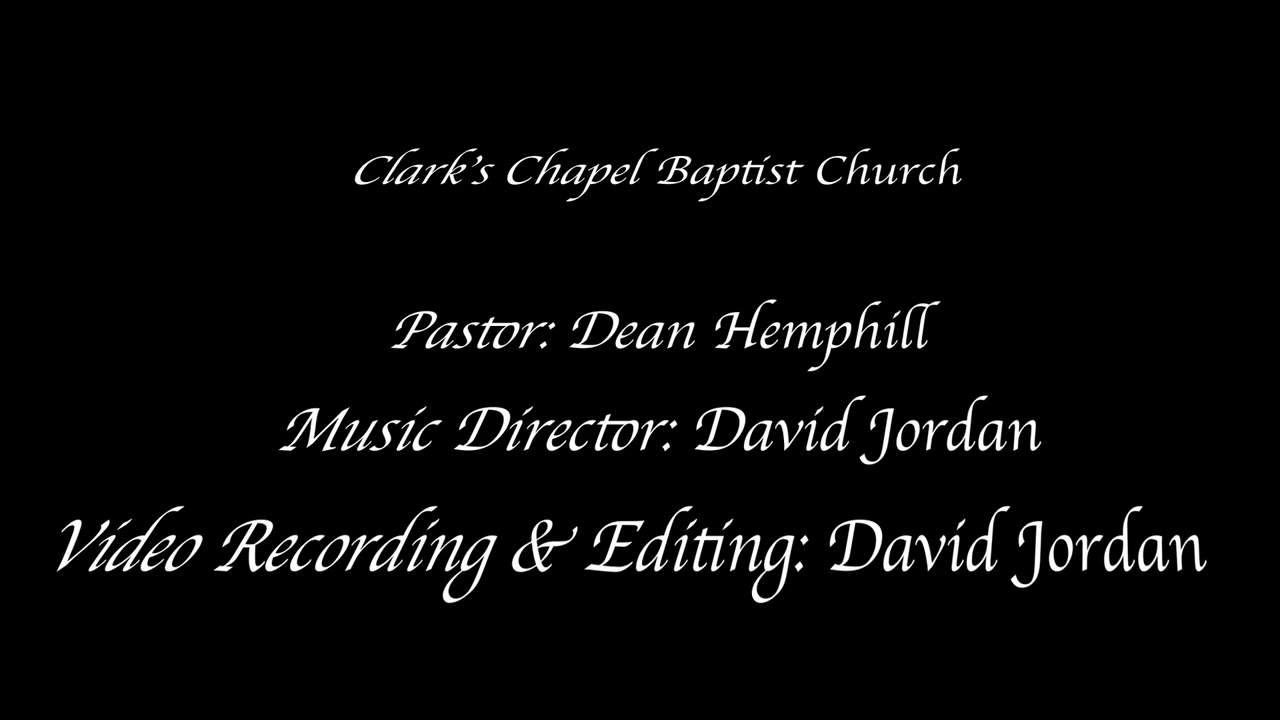 Clark's Chapel Baptist Church
Pastor: Dean Hemphill
Music Director: David Jordan
Video Recording & Editing: David Jordan